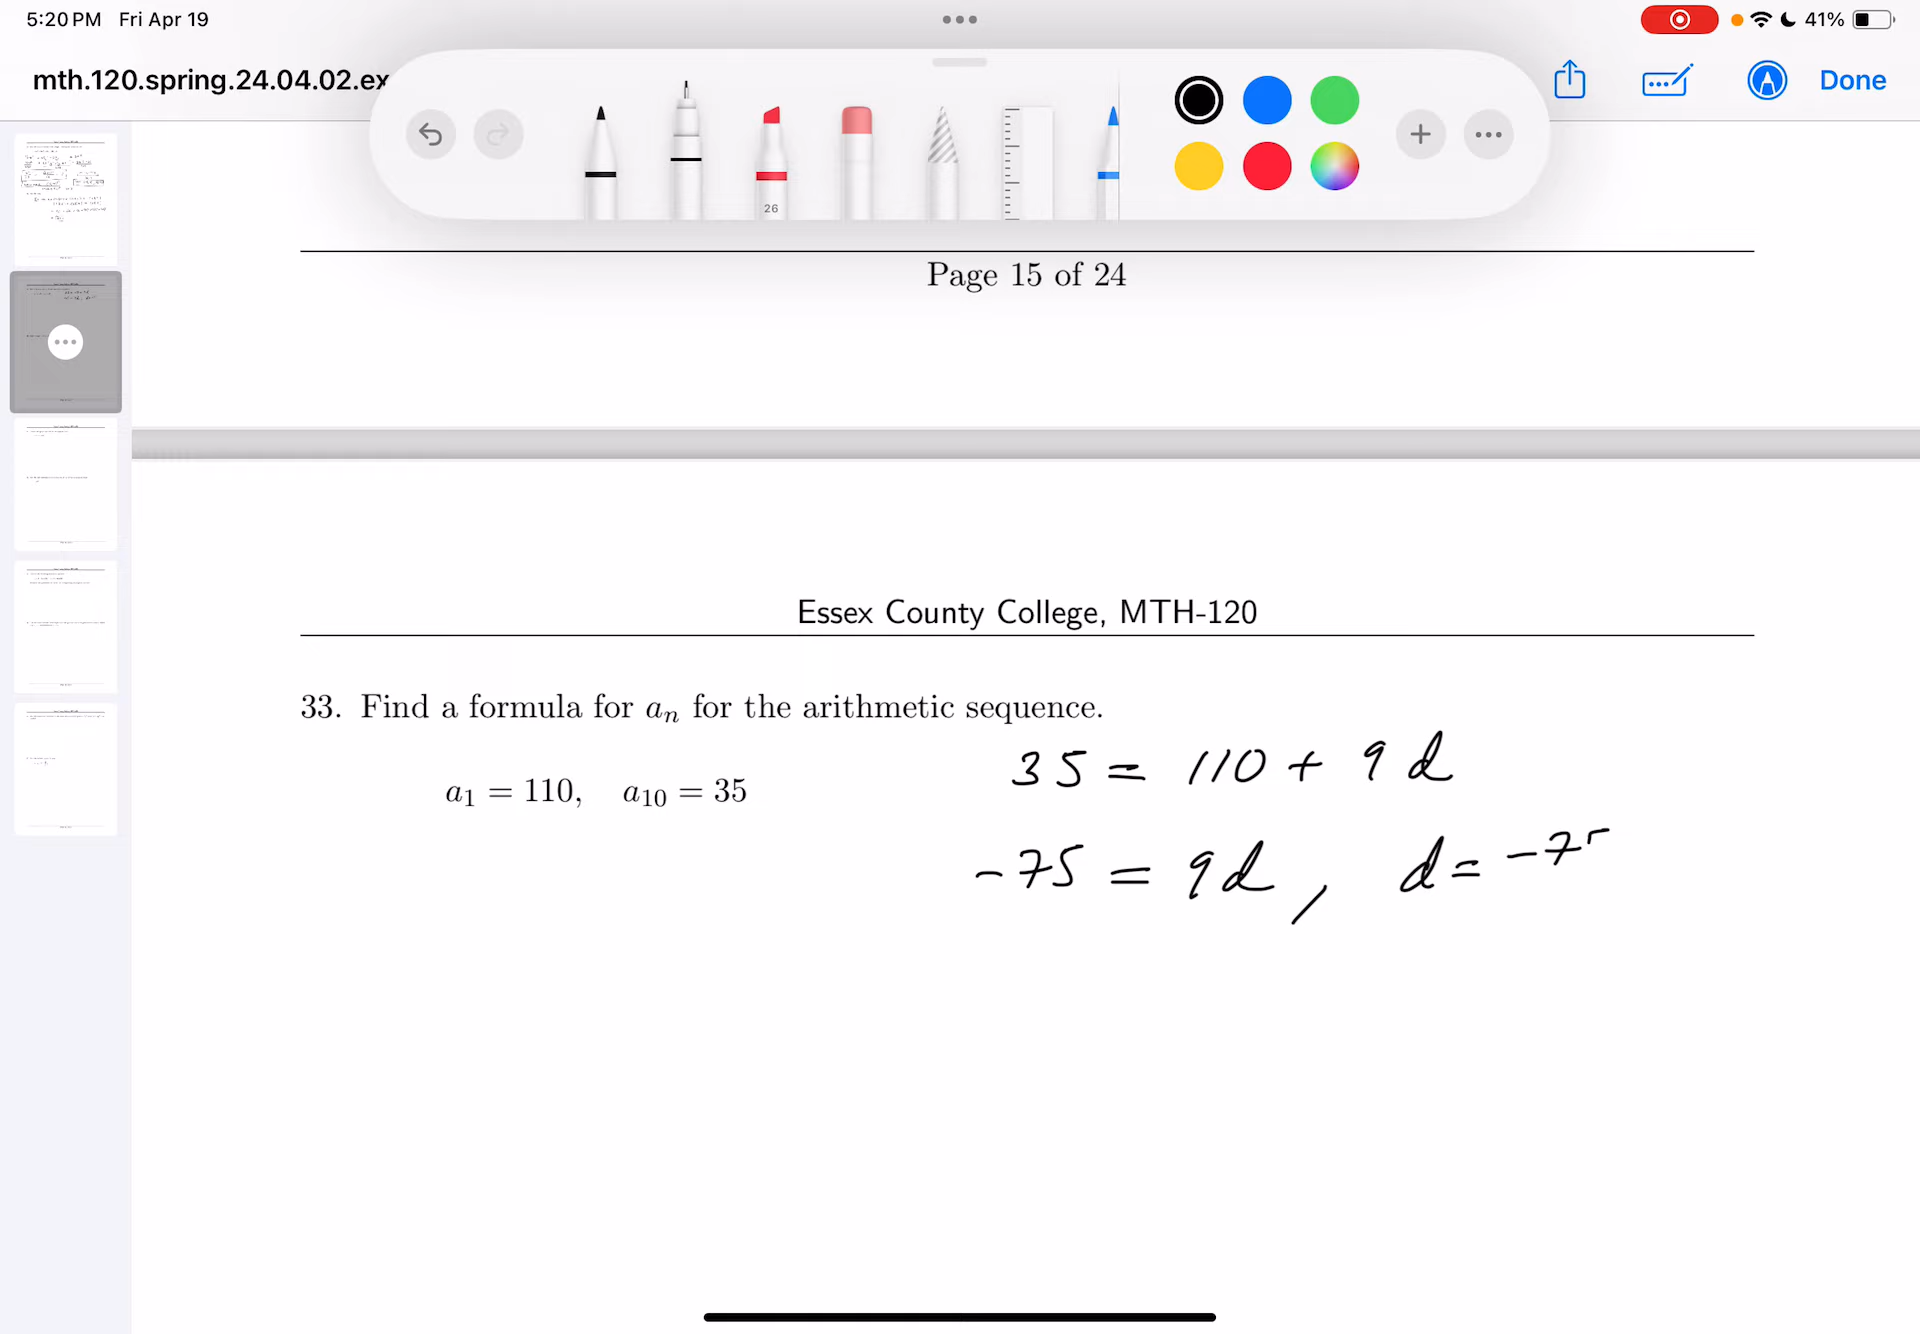 5:20 PM Fri Apr 19
41%
mth.120.spring.24.04.02.ex
26
Done
Page 15 of 24
Essex County College, MTH-120
33. Find a formula for aₙ for the arithmetic sequence.
a₁ = 110, a₁₀ = 35
35 = 110 + 9d
-75 = 9d, d = -75